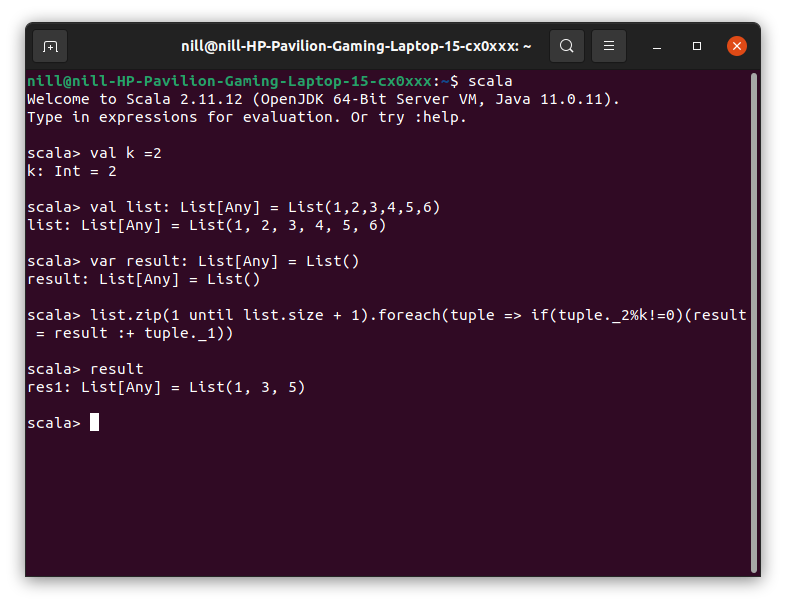 nill@nill-HP-Pavilion-Gaming-Laptop-15-cx0xxx: ~
nill@nill-HP-Pavilion-Gaming-Laptop-15-cx0xxx:~$ scala
Welcome to Scala 2.11.12 (OpenJDK 64-Bit Server VM, Java 11.0.11).
Type in expressions for evaluation. Or try :help.
scala> val k =2
k: Int = 2
scala> val list: List[Any] = List(1,2,3,4,5,6)
list: List[Any] = List(1, 2, 3, 4, 5, 6)
scala> var result: List[Any] = List()
result: List[Any] = List()
scala> list.zip(1 until list.size + 1).foreach(tuple => if(tuple._2%k!=0)(result
= result :+ tuple._1))
scala> result
res1: List[Any] = List(1, 3, 5)
scala>